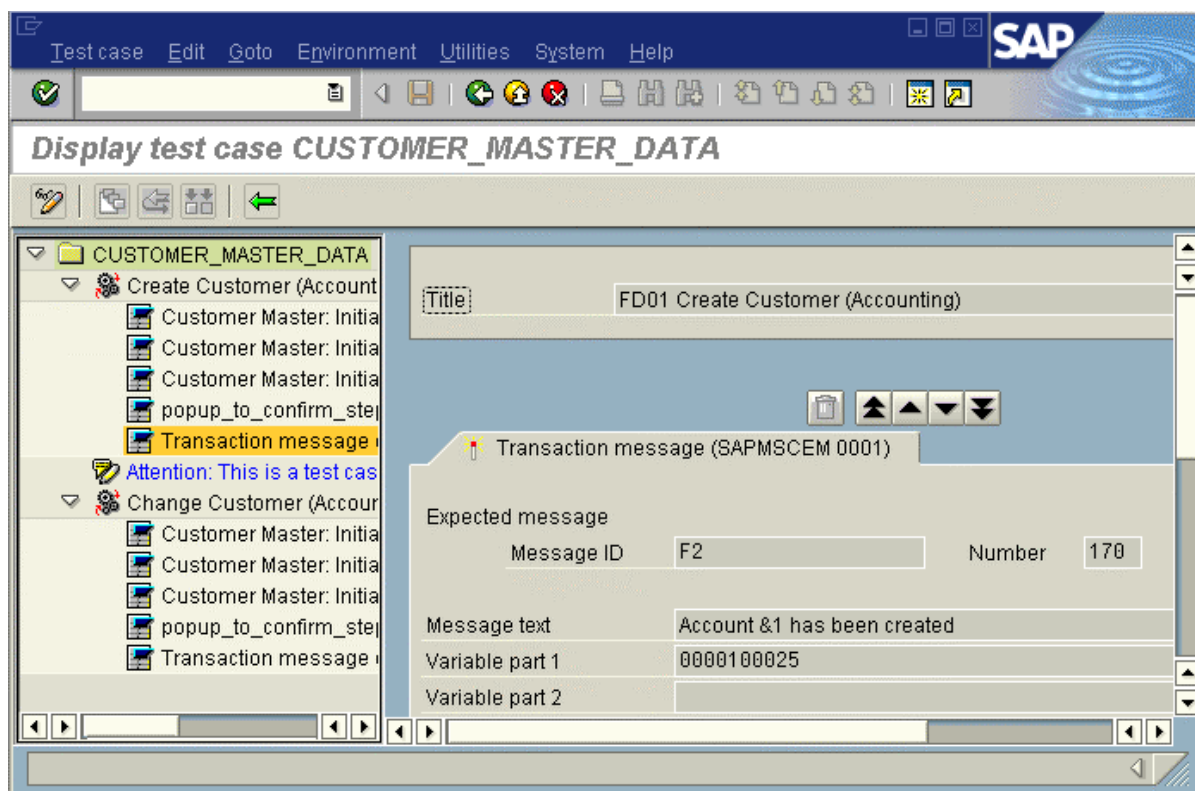 Test case Edit Goto Environment Utilities System Help
SAP
Display test case CUSTOMER_MASTER_DATA
CUSTOMER_MASTER_DATA
Create Customer (Account
Customer Master: Initia
Customer Master: Initia
Customer Master: Initia
popup_to_confirm_step
Transaction message
Attention: This is a test cas
Change Customer (Accour
Customer Master: Initia
Customer Master: Initia
Customer Master: Initia
popup_to_confirm_step
Transaction message
Title FD01 Create Customer (Accounting)
Transaction message (SAPMSCEM 0001)
Expected message
Message ID F2 Number 170
Message text Account &1 has been created
Variable part 1 0000100025
Variable part 2